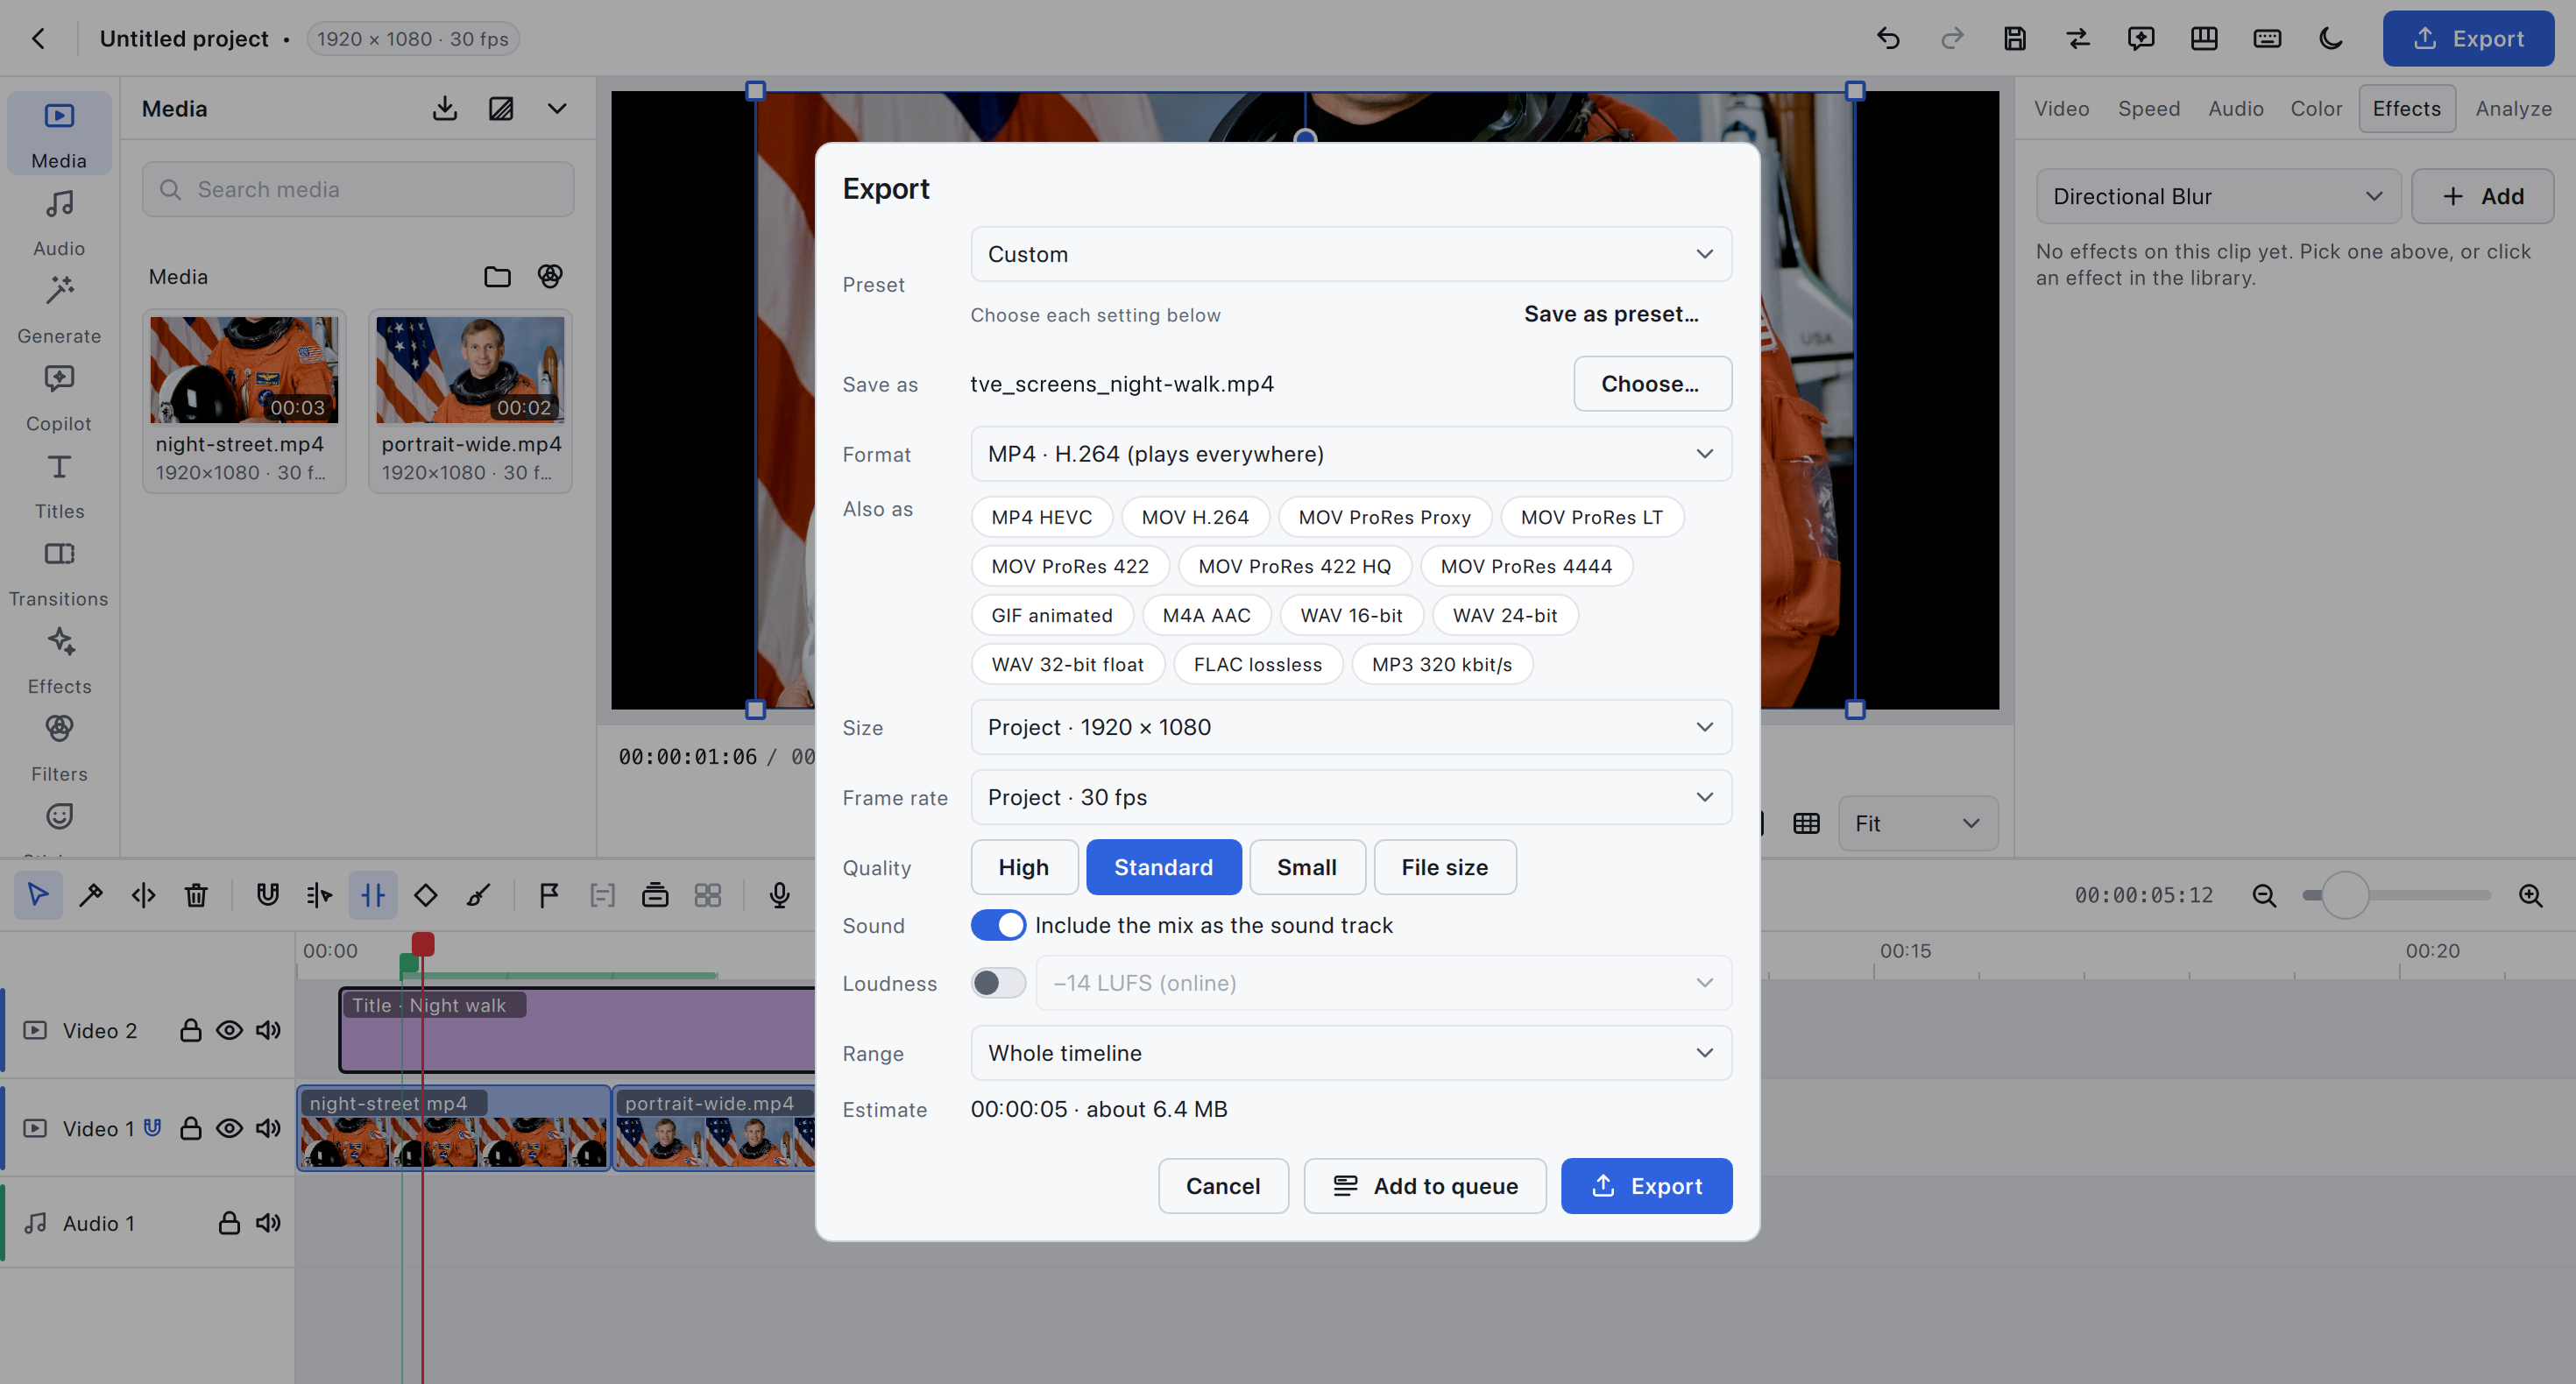 Untitled project •
1920 × 1080 · 30 fps
Export
Media
Audio
Generate
Copilot
Titles
Transitions
Effects
Filters
Media
Search media
Media
00:03
night-street.mp4
1920×1080 · 30 f…
00:02
portrait-wide.mp4
1920×1080 · 30 f…
USA
00:00:01:06 / 00
Fit
Video
Speed
Audio
Color
Effects
Analyze
Directional Blur
Add
No effects on this clip yet. Pick one above, or click
an effect in the library.
Export
Preset
Custom
Choose each setting below
Save as preset…
Save as
tve_screens_night-walk.mp4
Choose…
Format
MP4 · H.264 (plays everywhere)
Also as
MP4 HEVC
MOV H.264
MOV ProRes Proxy
MOV ProRes LT
MOV ProRes 422
MOV ProRes 422 HQ
MOV ProRes 4444
GIF animated
M4A AAC
WAV 16-bit
WAV 24-bit
WAV 32-bit float
FLAC lossless
MP3 320 kbit/s
Size
Project · 1920 × 1080
Frame rate
Project · 30 fps
Quality
High
Standard
Small
File size
Sound
Include the mix as the sound track
Loudness
−14 LUFS (online)
Range
Whole timeline
Estimate
00:00:05 · about 6.4 MB
Cancel
Add to queue
Export
00:00:05:12
00:00
00:15
00:20
Video 2
Title · Night walk
Video 1
night-street.mp4
portrait-wide.mp4
Audio 1